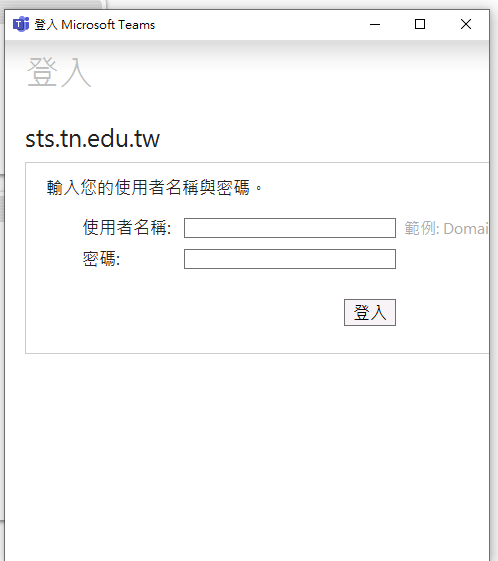 登入 Microsoft Teams
登入
sts.tn.edu.tw
輸入您的使用者名稱與密碼。
使用者名稱: 範例: Domai
密碼:
登入